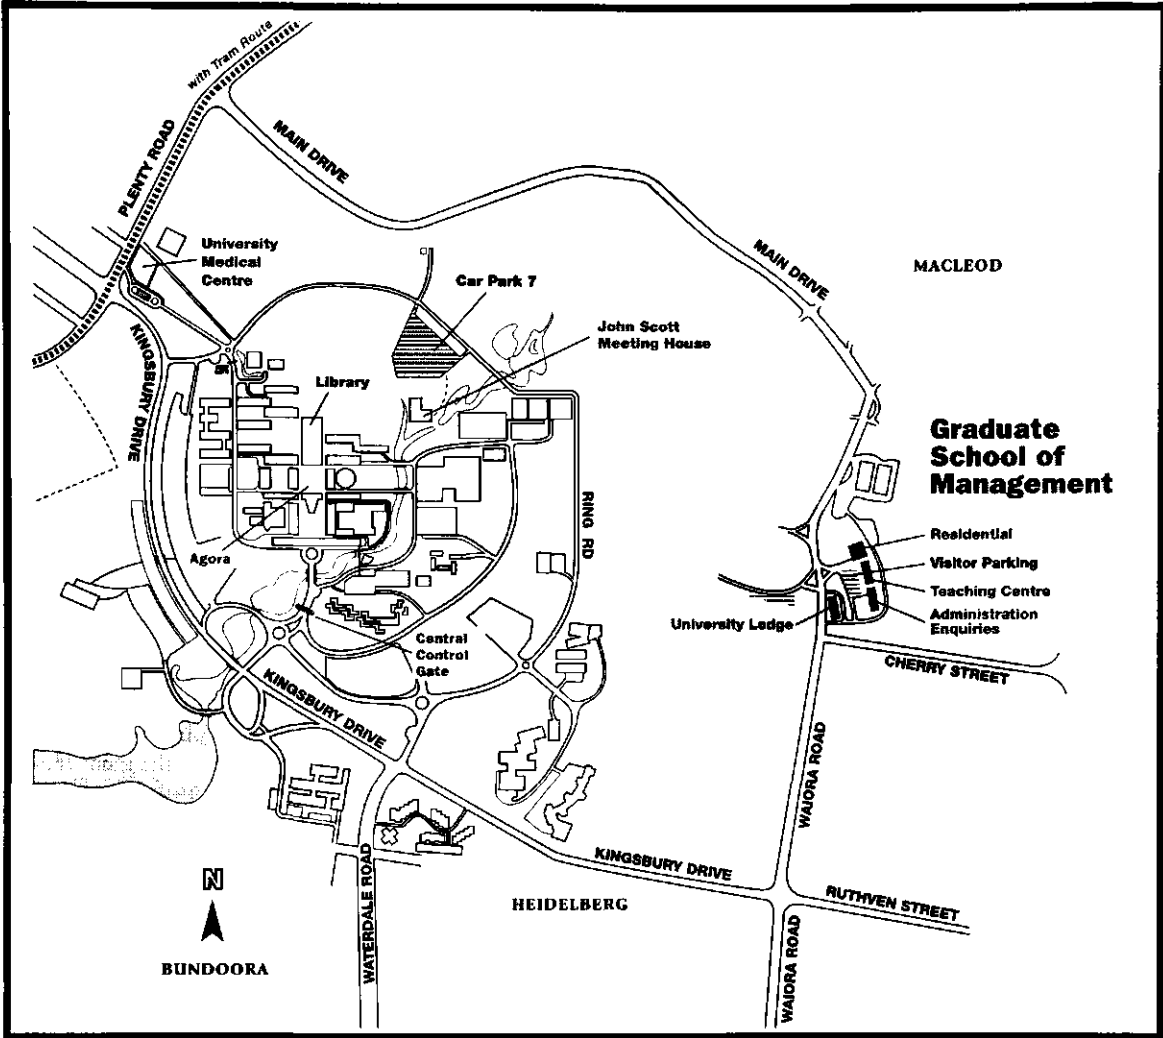 with Tram Route
PLENTY ROAD
MAIN DRIVE
University
Medical
Centre
MAIN DRIVE
MACLEOD
Car Park 7
John Scott
Meeting House
KINGSBURY DRIVE
Library
Graduate
School of
Management
RING RD
Agora
Residential
Visitor Parking
Teaching Centre
University Lodge
Administration
Enquiries
Central
Control
Gate
CHERRY STREET
KINGSBURY DRIVE
WAIORA ROAD
KINGSBURY DRIVE
RUTHVEN STREET
N
HEIDELBERG
WATERDALE ROAD
WAIORA ROAD
BUNDOORA